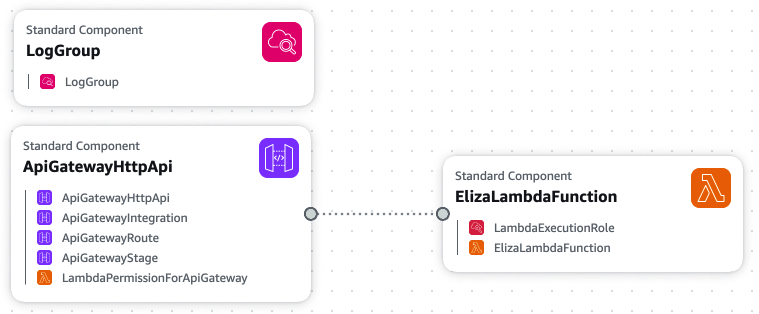 Standard Component
LogGroup
LogGroup
Standard Component
ApiGatewayHttpApi
ApiGatewayHttpApi
ApiGatewayIntegration
ApiGatewayRoute
ApiGatewayStage
LambdaPermissionForApiGateway
Standard Component
ElizaLambdaFunction
LambdaExecutionRole
ElizaLambdaFunction